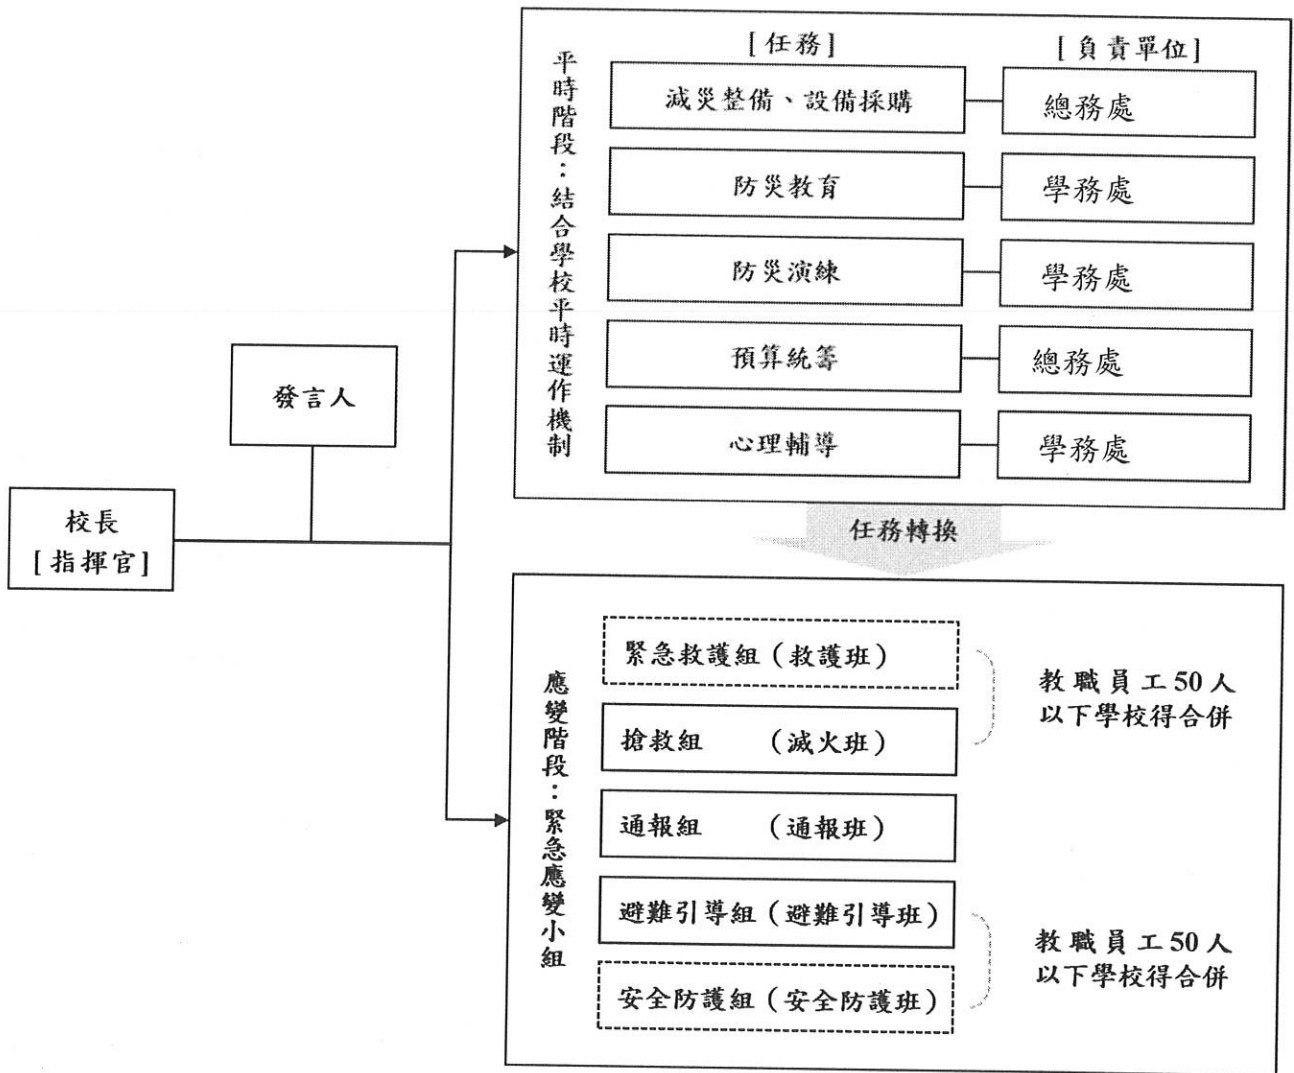 [任務]
[負責單位]
平時階段：結合學校平時運作機制
減災整備、設備採購
總務處
防災教育
學務處
防災演練
學務處
預算統籌
總務處
心理輔導
學務處
發言人
校長
[指揮官]
任務轉換
應變階段：緊急應變小組
緊急救護組（救護班）
搶救組　　（滅火班）
教職員工50人
以下學校得合併
通報組　　（通報班）
避難引導組（避難引導班）
安全防護組（安全防護班）
教職員工50人
以下學校得合併